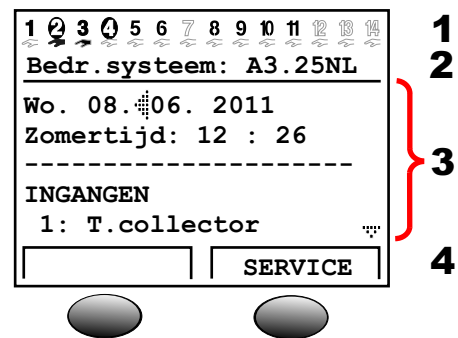 1 2 3 4 5 6 7 8 9 10 11 12 13 14 1
Bedr.systeem: A3.25NL 2
Wo. 08. 06. 2011
Zomertijd: 12 : 26
---------------------
3
INGANGEN
1: T.collector
SERVICE 4